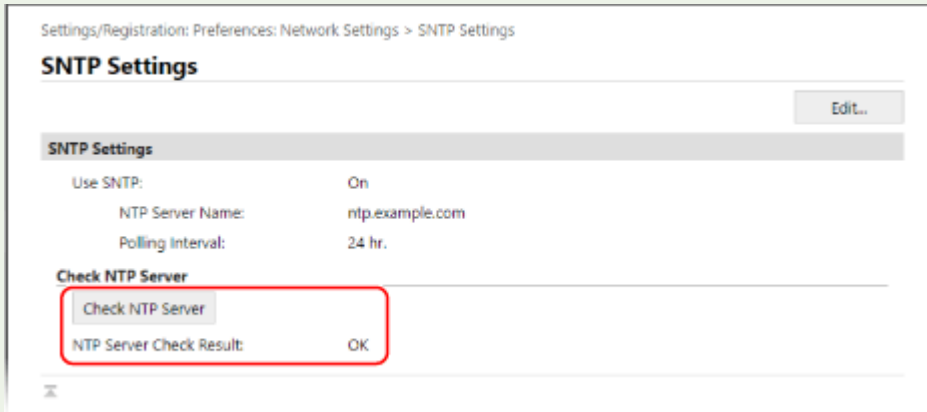 Settings/Registration: Preferences: Network Settings > SNTP Settings
SNTP Settings
Edit...
SNTP Settings
Use SNTP: On
NTP Server Name: ntp.example.com
Polling Interval: 24 hr.
Check NTP Server
Check NTP Server
NTP Server Check Result: OK